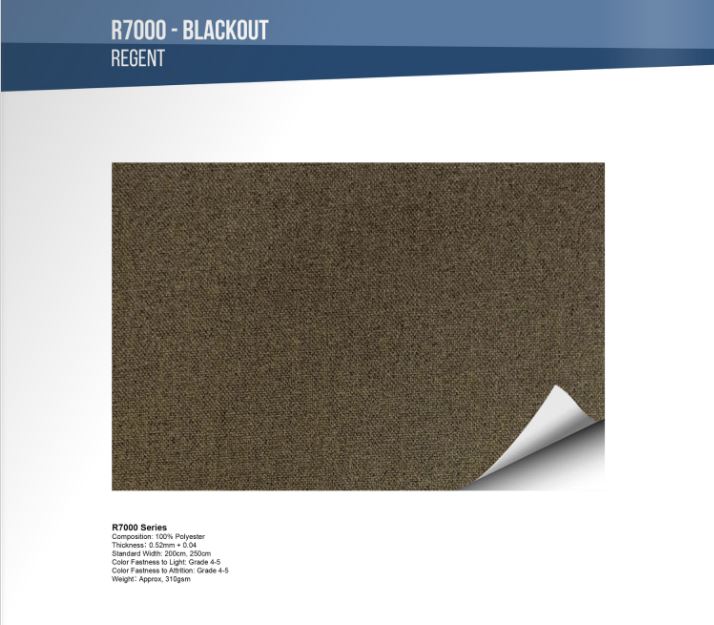 R7000 - BLACKOUT
REGENT
R7000 Series
Composition: 100% Polyester
Thickness: 0.52mm + 0.04
Standard Width: 200cm, 250cm
Color Fastness to Light: Grade 4-5
Color Fastness to Attrition: Grade 4-5
Weight: Approx, 310gsm